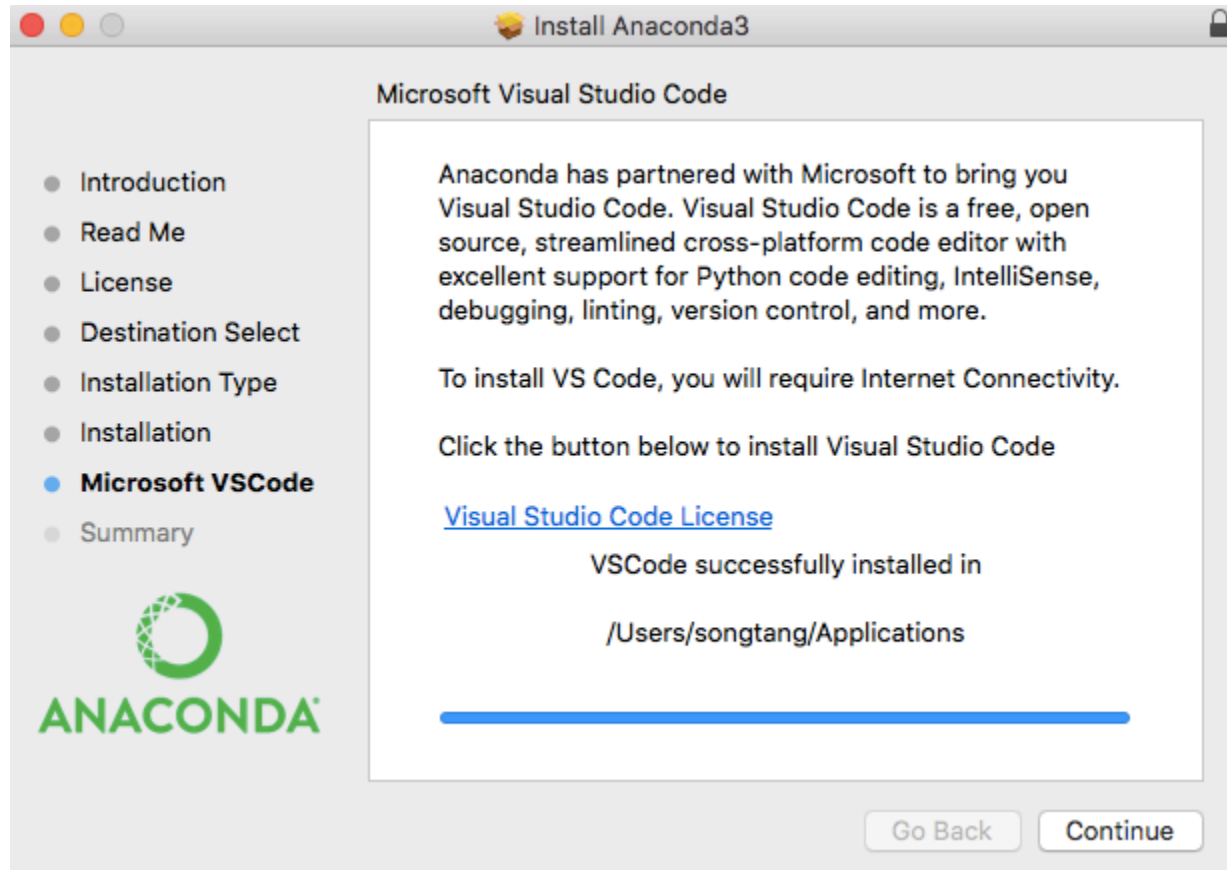 Install Anaconda3
Microsoft Visual Studio Code
Introduction
Read Me
License
Destination Select
Installation Type
Installation
Microsoft VSCode
Summary
ANACONDA
Anaconda has partnered with Microsoft to bring you
Visual Studio Code. Visual Studio Code is a free, open
source, streamlined cross-platform code editor with
excellent support for Python code editing, IntelliSense,
debugging, linting, version control, and more.
To install VS Code, you will require Internet Connectivity.
Click the button below to install Visual Studio Code
Visual Studio Code License
VSCode successfully installed in
/Users/songtang/Applications
Go Back
Continue